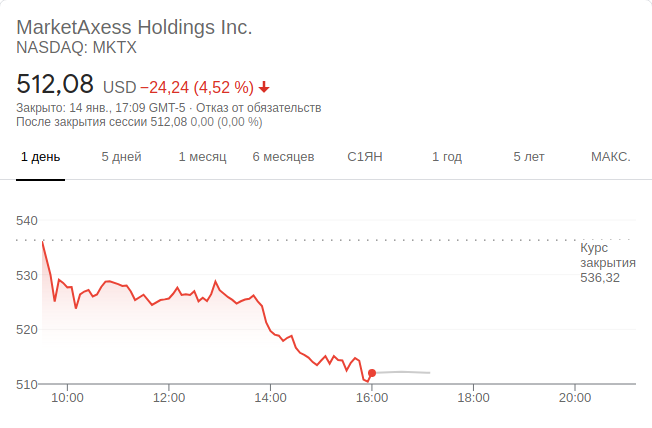 MarketAxess Holdings Inc.
NASDAQ: MKTX
512,08 USD −24,24 (4,52 %)
Закрыто: 14 янв., 17:09 GMT-5 · Отказ от обязательств
После закрытия сессии 512,08 0,00 (0,00 %)
1 день 5 дней 1 месяц 6 месяцев С1ЯН 1 год 5 лет МАКС.
540
Курс
закрытия
536,32
530
520
510
10:00 12:00 14:00 16:00 18:00 20:00